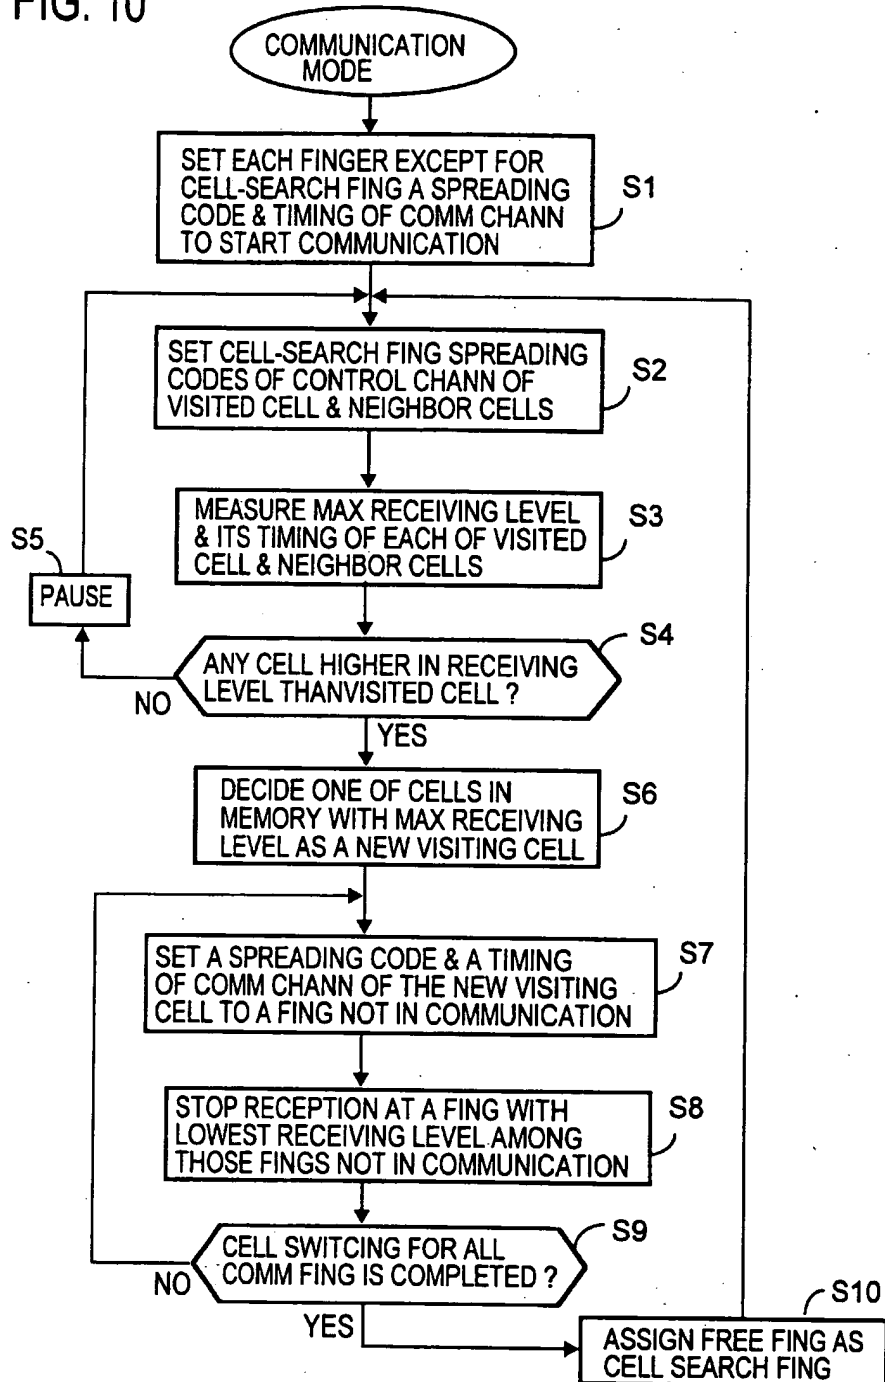 FIG. 10
COMMUNICATION
MODE
SET EACH FINGER EXCEPT FOR
CELL-SEARCH FING A SPREADING
CODE & TIMING OF COMM CHANN
TO START COMMUNICATION
S1
SET CELL-SEARCH FING SPREADING
CODES OF CONTROL CHANN OF
VISITED CELL & NEIGHBOR CELLS
S2
MEASURE MAX RECEIVING LEVEL
& ITS TIMING OF EACH OF VISITED
CELL & NEIGHBOR CELLS
S3
S5
PAUSE
ANY CELL HIGHER IN RECEIVING
LEVEL THANVISITED CELL ?
S4
NO
YES
DECIDE ONE OF CELLS IN
MEMORY WITH MAX RECEIVING
LEVEL AS A NEW VISITING CELL
S6
SET A SPREADING CODE & A TIMING
OF COMM CHANN OF THE NEW VISITING
CELL TO A FING NOT IN COMMUNICATION
S7
STOP RECEPTION AT A FING WITH
LOWEST RECEIVING LEVEL AMONG
THOSE FINGS NOT IN COMMUNICATION
S8
CELL SWITCING FOR ALL
COMM FING IS COMPLETED ?
S9
NO
YES
S10
ASSIGN FREE FING AS
CELL SEARCH FING